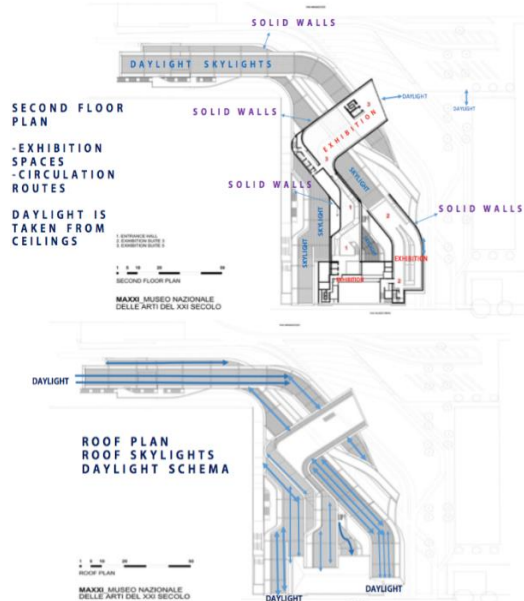 SOLID WALLS
DAYLIGHT SKYLIGHTS
DAYLIGHT
DAYLIGHT
SECOND FLOOR
PLAN
-EXHIBITION
SPACES
-CIRCULATION
ROUTES
DAYLIGHT IS
TAKEN FROM
CEILINGS
SOLID WALLS
EXHIBITION
SOLID WALLS
SKYLIGHT
SKYLIGHT
SKYLIGHT
SOLID WALLS
EXHIBITION
EXHIBITION
1. ENTRANCE HALL
SECOND FLOOR PLAN
MAXXI_MUSEO NAZIONALE
DELLE ARTI DEL XXI SECOLO
DAYLIGHT
ROOF PLAN
ROOF SKYLIGHTS
DAYLIGHT SCHEMA
ROOF PLAN
MAXXI_MUSEO NAZIONALE
DELLE ARTI DEL XXI SECOLO
DAYLIGHT
DAYLIGHT